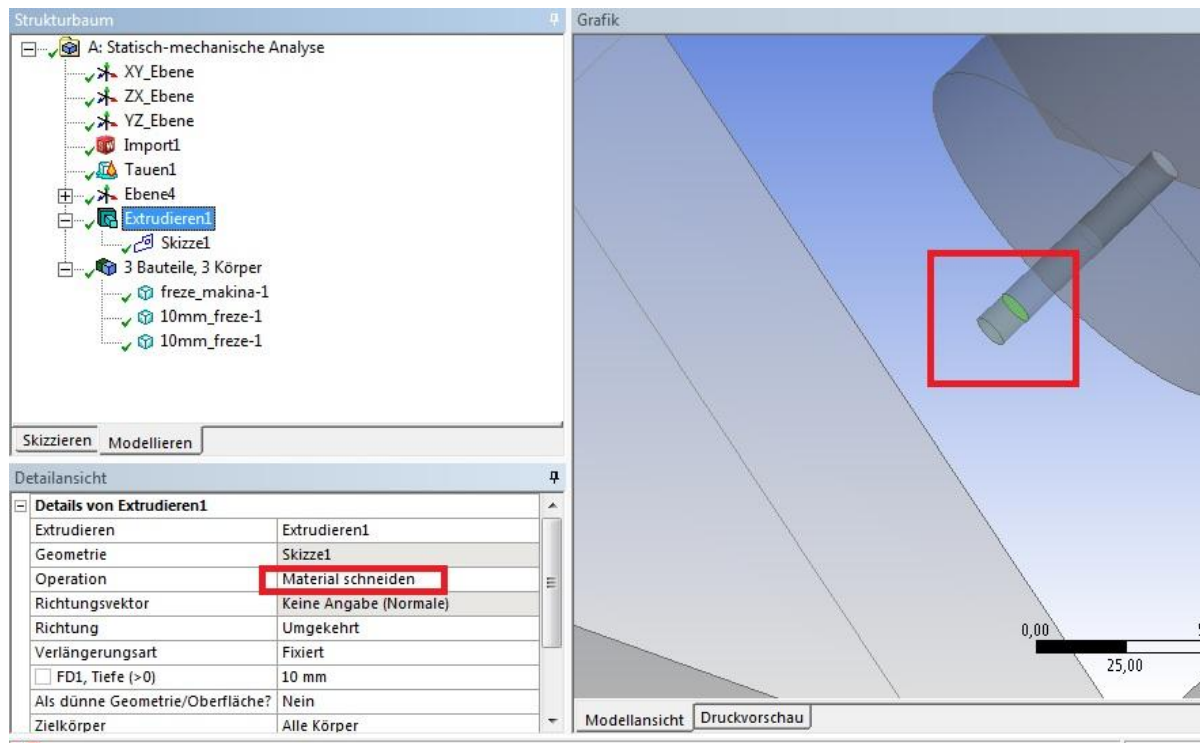 Strukturbaum
A: Statisch-mechanische Analyse
XY_Ebene
ZX_Ebene
YZ_Ebene
Import1
Tauen1
Ebene4
Extrudieren1
Skizze1
3 Bauteile, 3 Körper
freze_makina-1
10mm_freze-1
10mm_freze-1
Skizzieren Modellieren
Detailansicht
Details von Extrudieren1
Extrudieren Extrudieren1
Geometrie Skizze1
Operation Material schneiden
Richtungsvektor Keine Angabe (Normale)
Richtung Umgekehrt
Verlängerungsart Fixiert
FD1, Tiefe (>0) 10 mm
Als dünne Geometrie/Oberfläche? Nein
Zielkörper Alle Körper
Grafik
0,00
25,00
Modellansicht Druckvorschau